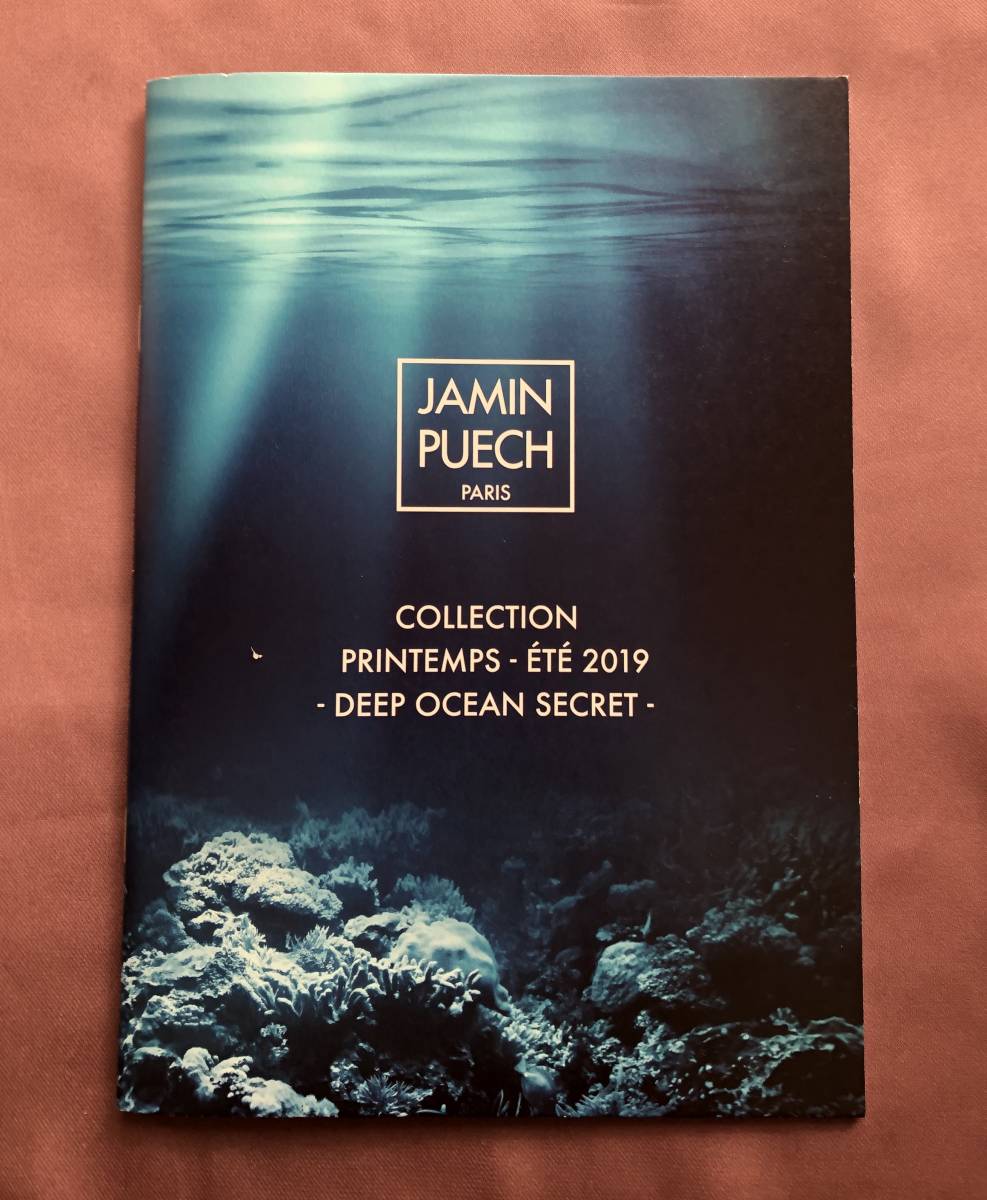 JAMIN
PUECH
PARIS
COLLECTION
PRINTEMPS - ÉTÉ 2019
- DEEP OCEAN SECRET -